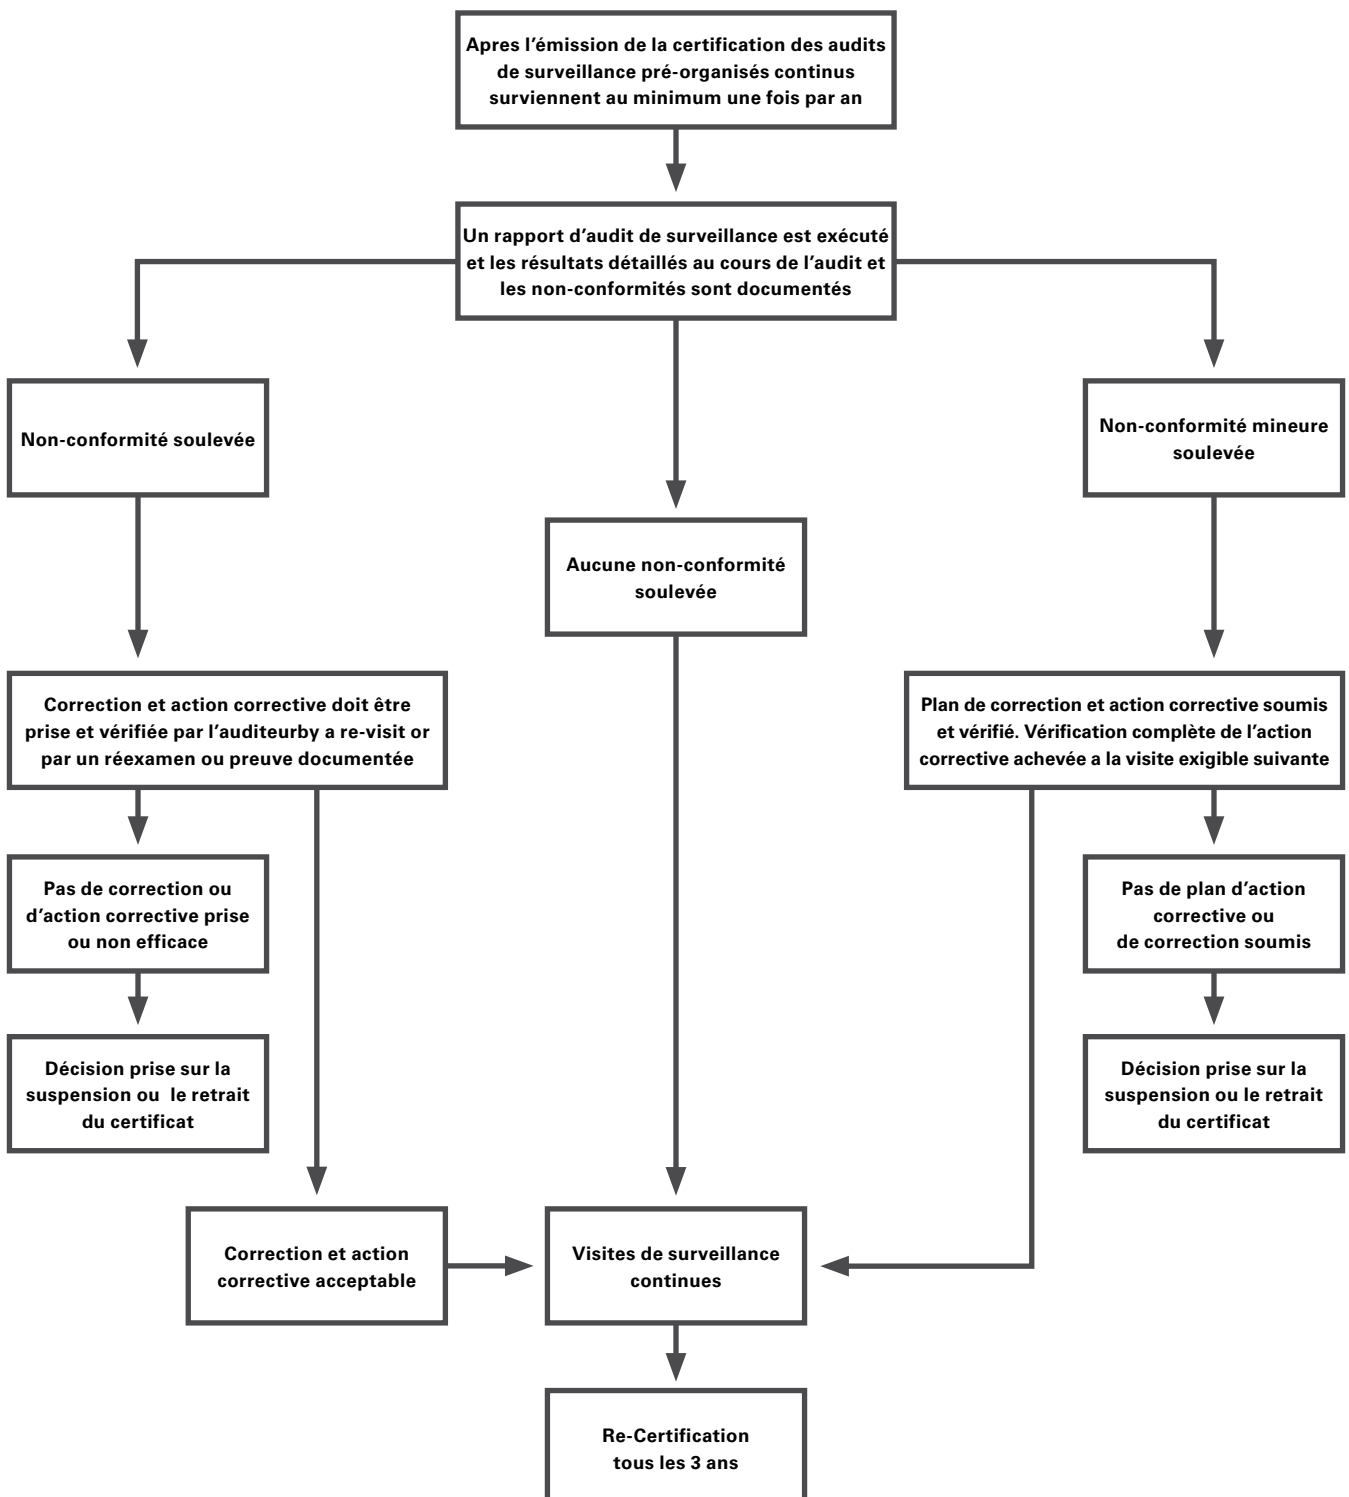 Apres l’émission de la certification des audits
de surveillance pré-organisés continus
surviennent au minimum une fois par an
Un rapport d’audit de surveillance est exécuté
et les résultats détaillés au cours de l’audit et
les non-conformités sont documentés
Non-conformité soulevée
Non-conformité mineure
soulevée
Aucune non-conformité
soulevée
Correction et action corrective doit être
prise et vérifiée par l’auditeurby a re-visit or
par un réexamen ou preuve documentée
Plan de correction et action corrective soumis
et vérifié. Vérification complète de l’action
corrective achevée a la visite exigible suivante
Pas de correction ou
d’action corrective prise
ou non efficace
Pas de plan d’action
corrective ou
de correction soumis
Décision prise sur la
suspension ou le retrait
du certificat
Décision prise sur la
suspension ou le retrait
du certificat
Correction et action
corrective acceptable
Visites de surveillance
continues
Re-Certification
tous les 3 ans